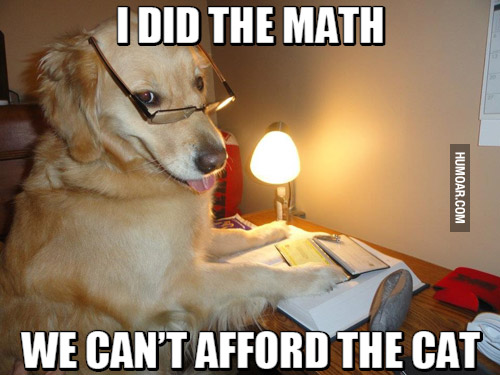 I DID THE MATH
HUMOAR.COM
WE CAN'T AFFORD THE CAT